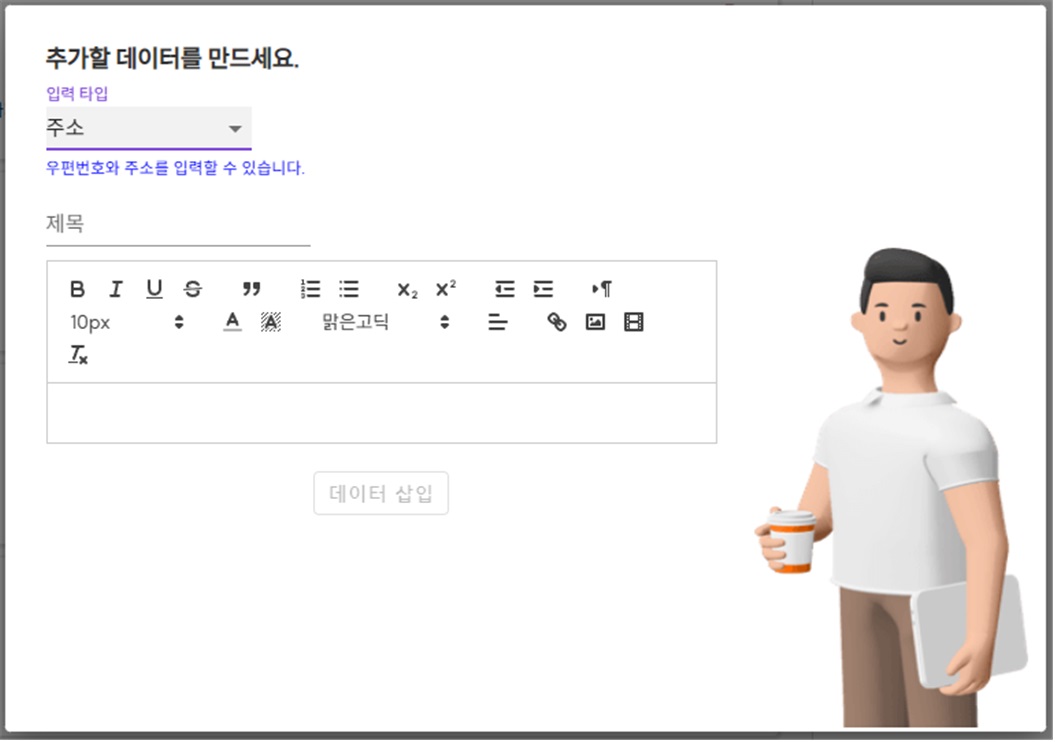 추가할 데이터를 만드세요.
입력 타입
주소
우편번호와 주소를 입력할 수 있습니다.
제목
10px 맑은고딕
데이터 삽입